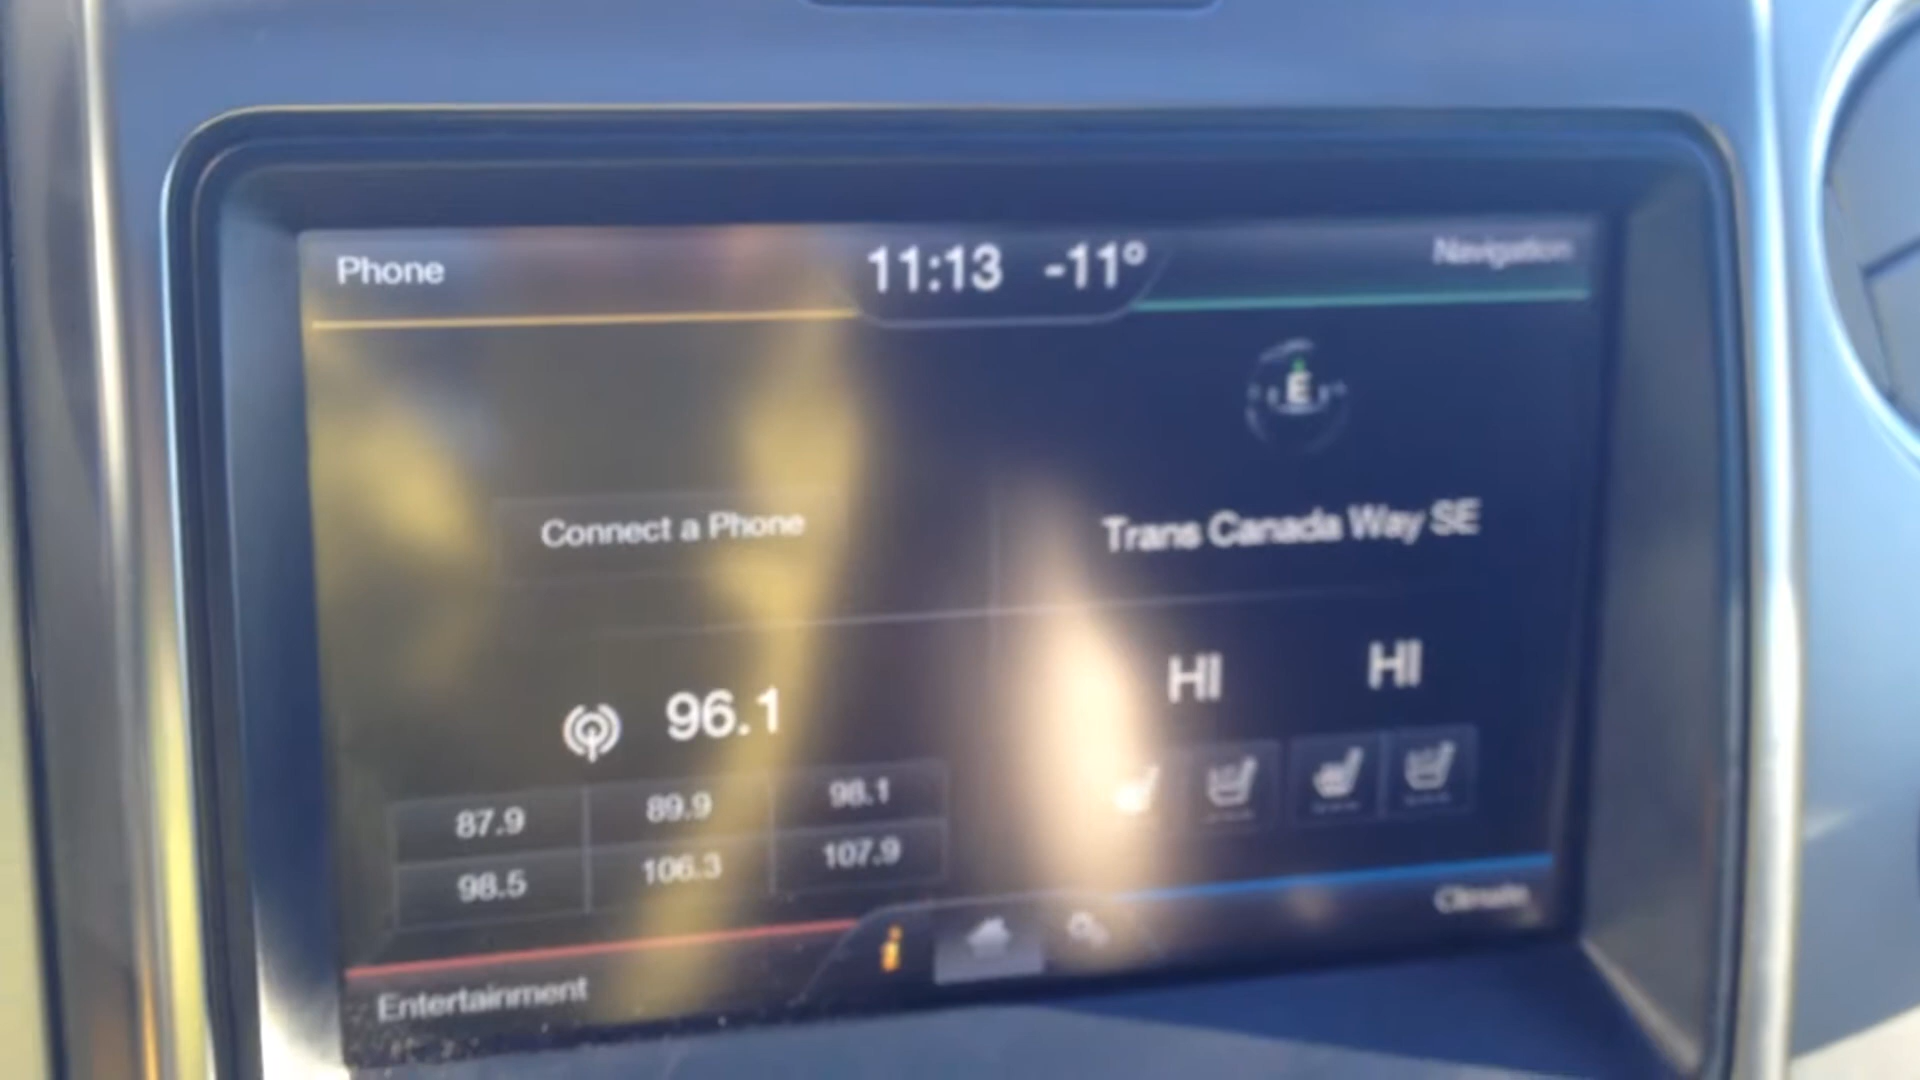 Phone
11:13 -11°
Navigation
E
Connect a Phone
Trans Canada Way SE
96.1
HI HI
87.9 89.9 98.1
98.5 106.3 107.9
Entertainment
i
Climate